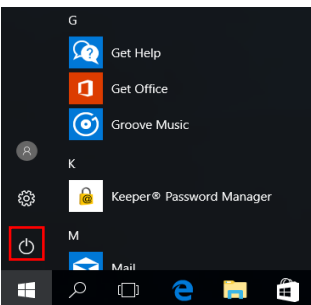 G
Get Help
Get Office
Groove Music
K
Keeper® Password Manager
M
Mail